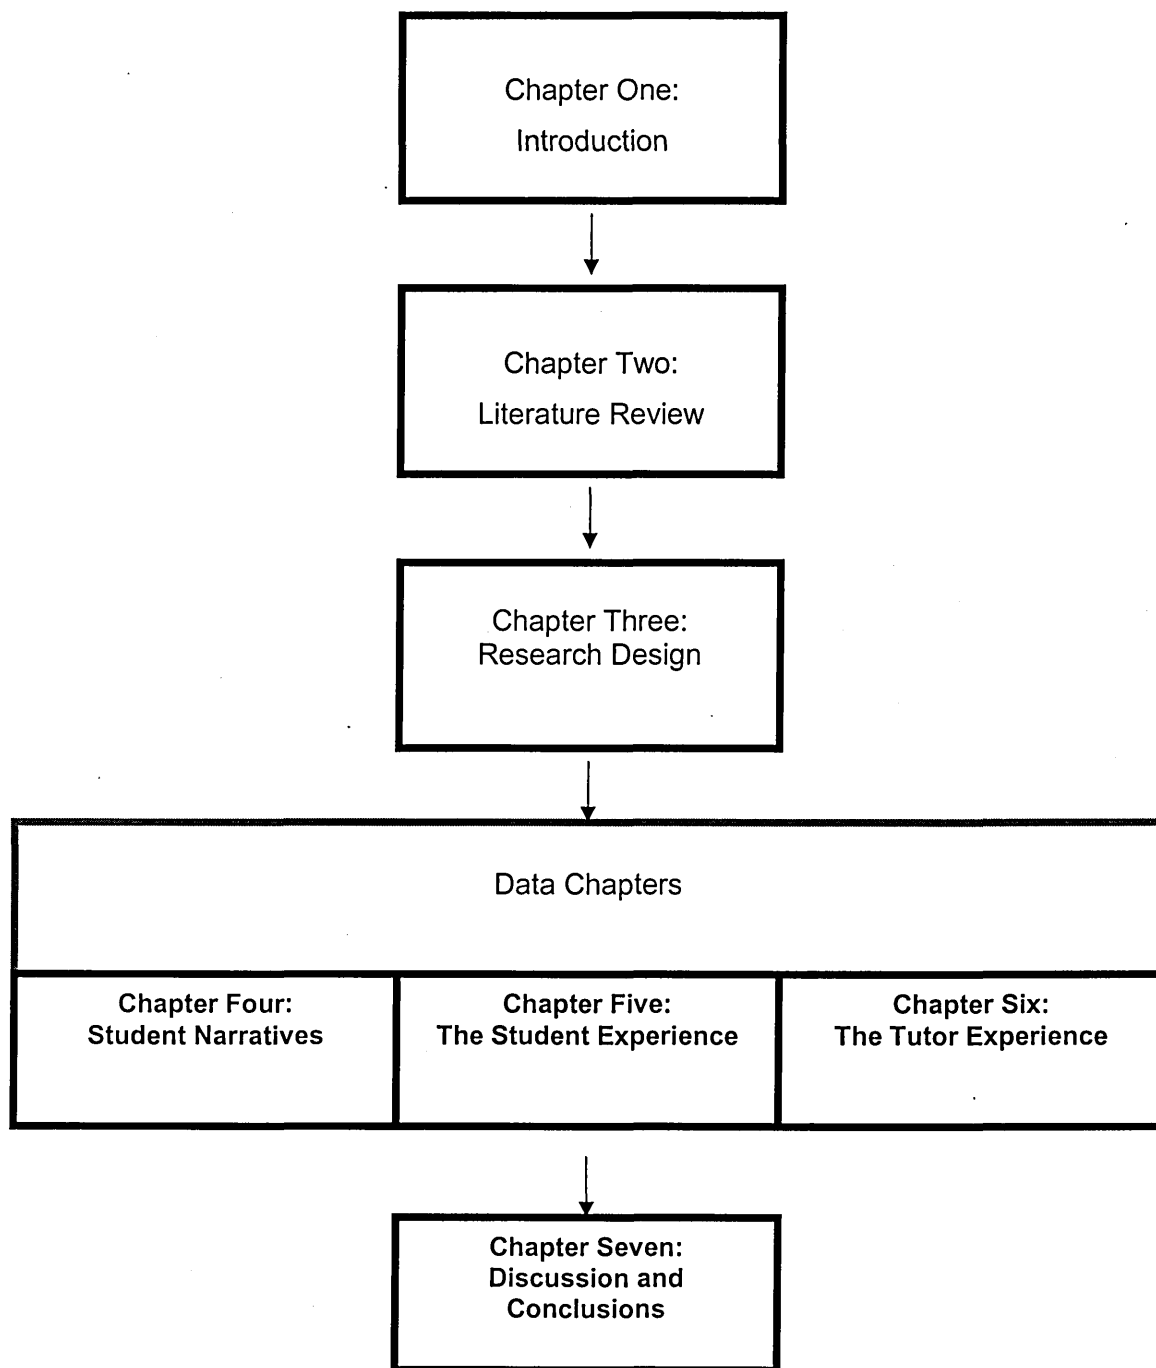 Chapter One:
Introduction
Chapter Two:
Literature Review
Chapter Three:
Research Design
Data Chapters
Chapter Four:
Student Narratives
Chapter Five:
The Student Experience
Chapter Six:
The Tutor Experience
Chapter Seven:
Discussion and
Conclusions